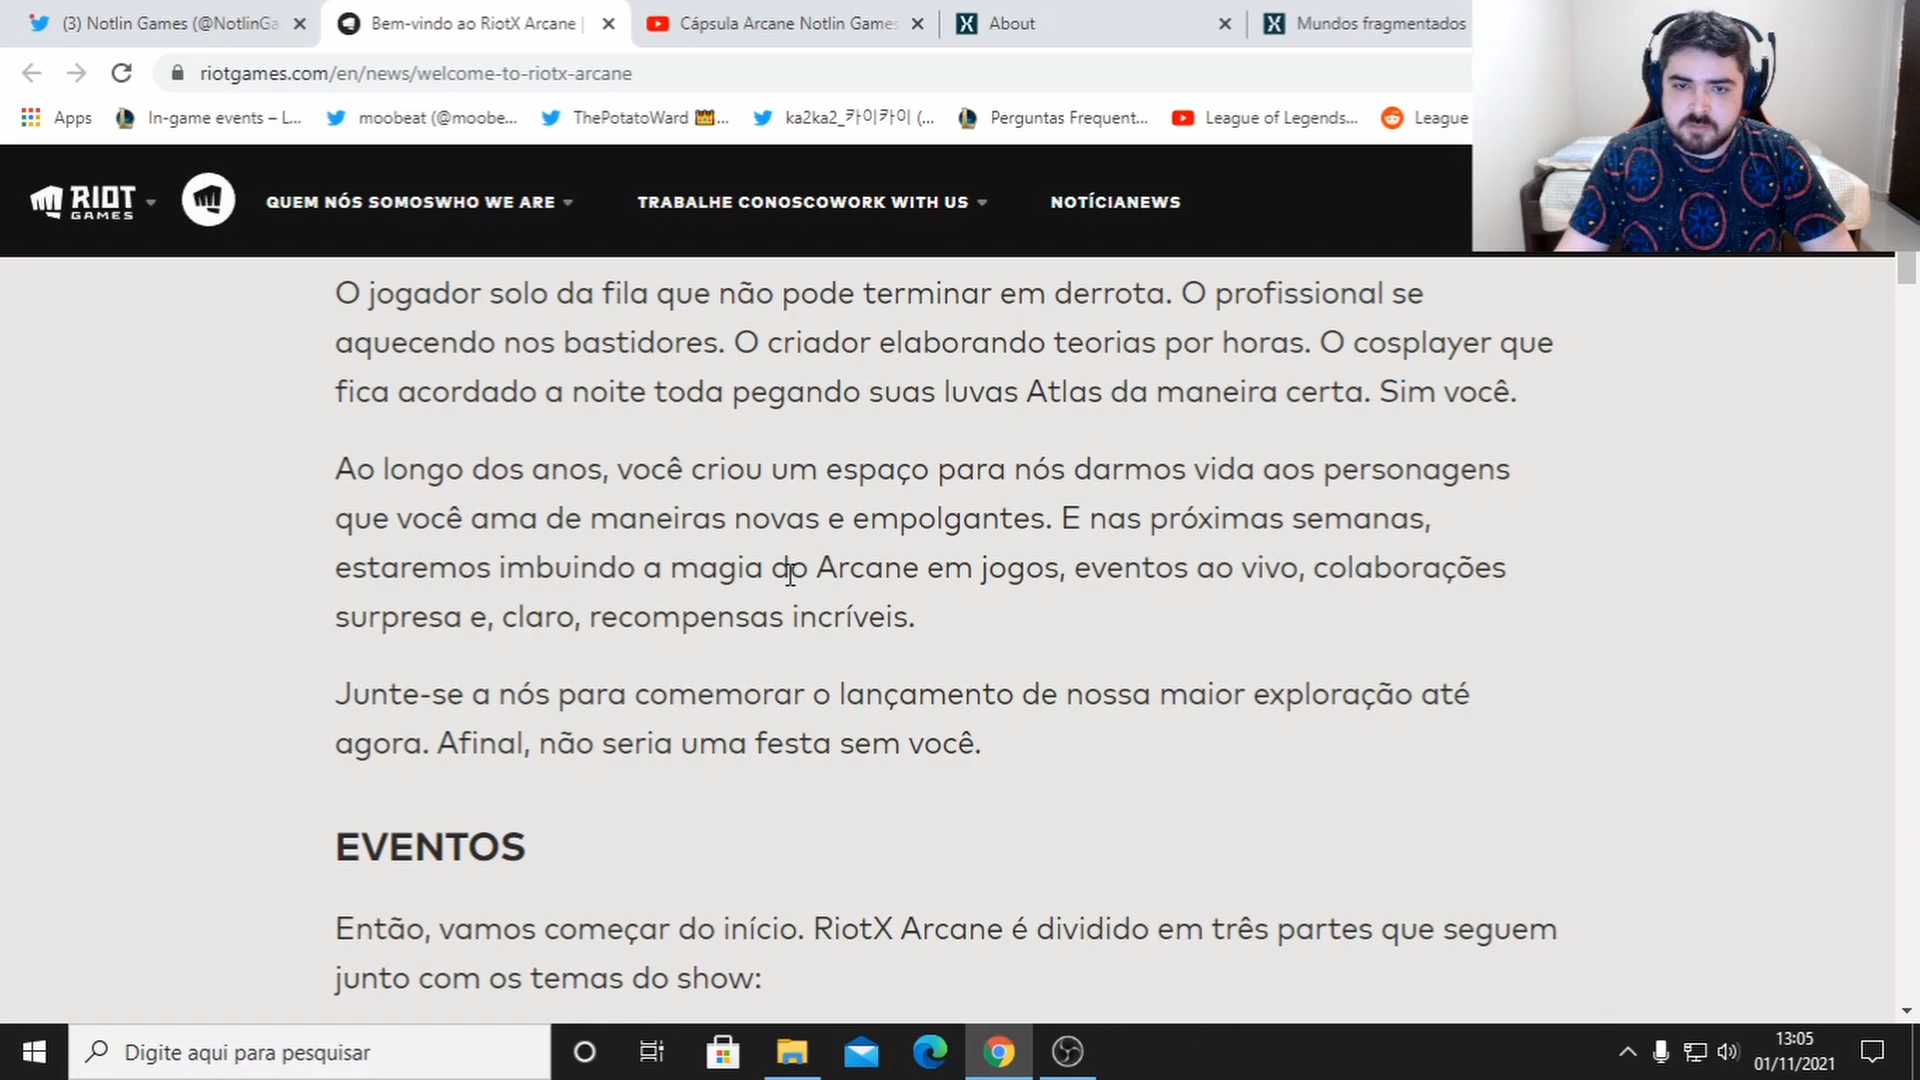 (3) Notlin Games (@NotlinGa
Bem-vindo ao RiotX Arcane |
Cápsula Arcane Notlin Games
About
Mundos fragmentados
riotgames.com/en/news/welcome-to-riotx-arcane
Apps
In-game events – L...
moobeat (@moobe...
ThePotatoWard 👑...
ka2ka2_카이카이 (...
Perguntas Frequent...
League of Legends...
League
RIOT GAMES
QUEM NÓS SOMOSWHO WE ARE
TRABALHE CONOSCOWORK WITH US
NOTÍCIANEWS
O jogador solo da fila que não pode terminar em derrota. O profissional se
aquecendo nos bastidores. O criador elaborando teorias por horas. O cosplayer que
fica acordado a noite toda pegando suas luvas Atlas da maneira certa. Sim você.
Ao longo dos anos, você criou um espaço para nós darmos vida aos personagens
que você ama de maneiras novas e empolgantes. E nas próximas semanas,
estaremos imbuindo a magia do Arcane em jogos, eventos ao vivo, colaborações
surpresa e, claro, recompensas incríveis.
Junte-se a nós para comemorar o lançamento de nossa maior exploração até
agora. Afinal, não seria uma festa sem você.
EVENTOS
Então, vamos começar do início. RiotX Arcane é dividido em três partes que seguem
junto com os temas do show:
Digite aqui para pesquisar
13:05
01/11/2021